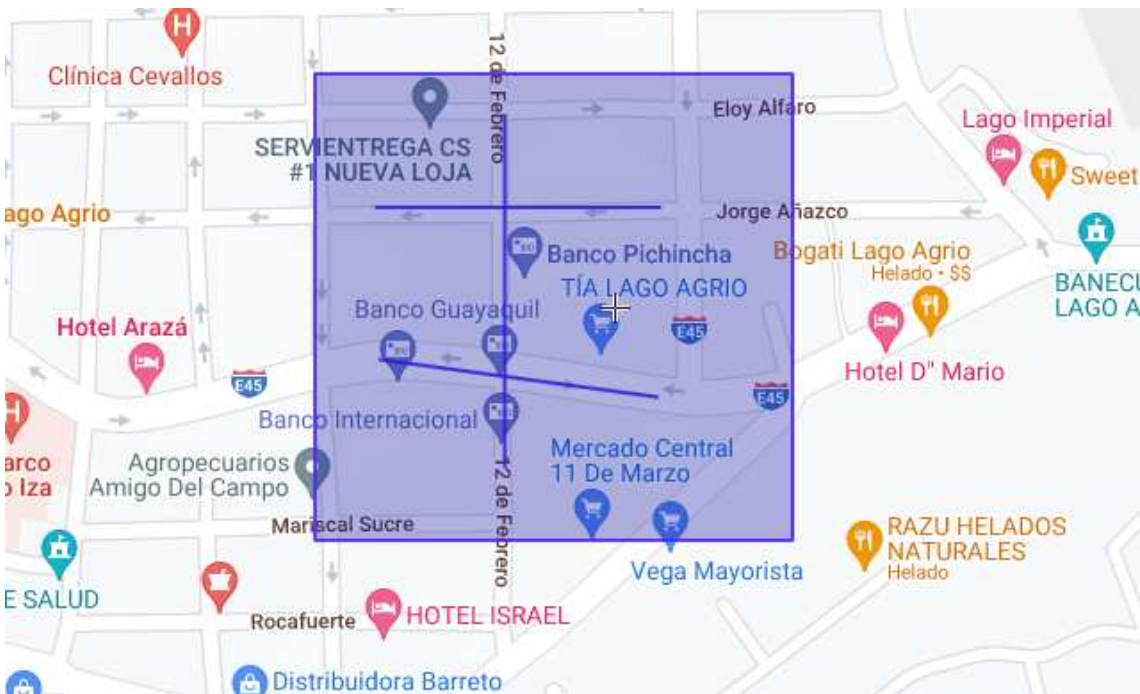 H
Clínica Cevallos
12 de Febrero
Eloy Alfaro
Lago Imperial
SERVIENTREGA CS
#1 NUEVA LOJA
Sweet
ago Agrio
Jorge Añazco
Banco Pichincha
Bogati Lago Agrio
Helado • $$
TÍA LAGO AGRIO
BANECU
LAGO A
Banco Guayaquil
E45
Hotel Arazá
Hotel D" Mario
E45
E45
H
Banco Internacional
arco
o Iza
Agropecuarios
Amigo Del Campo
Mercado Central
11 De Marzo
12 de Febrero
Mariscal Sucre
RAZU HELADOS
NATURALES
Helado
Vega Mayorista
E SALUD
Rocafuerte
HOTEL ISRAEL
Distribuidora Barreto